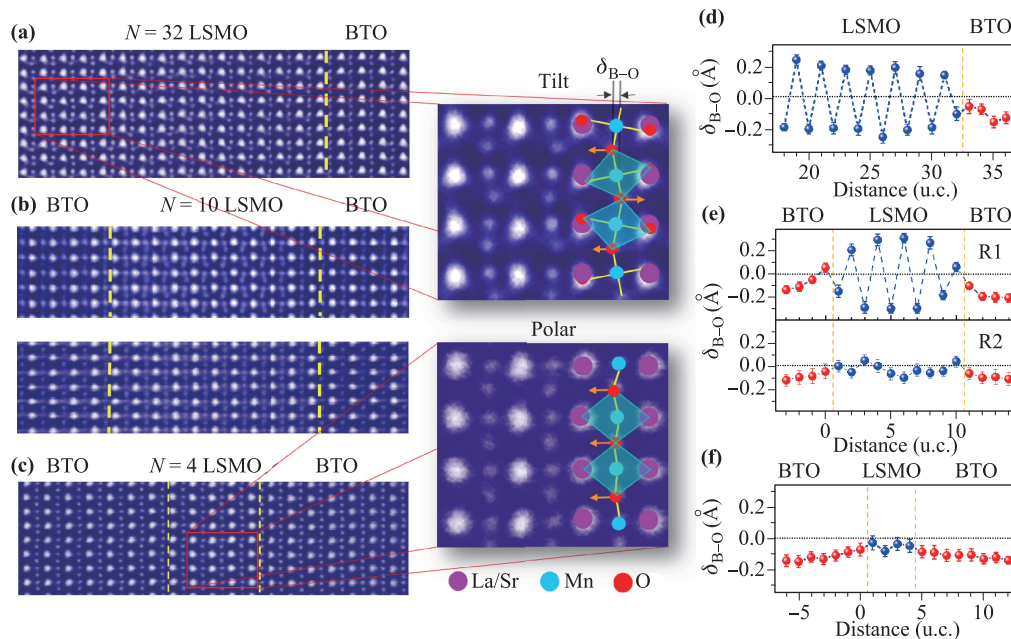 (a)
N = 32 LSMO
BTO
Tilt
δB–O
(b)
BTO
N = 10 LSMO
BTO
Polar
(c)
BTO
N = 4 LSMO
BTO
La/Sr
Mn
O
(d)
LSMO
BTO
δB–O (Å)
0.2
0.0
−0.2
20
25
30
35
Distance (u.c.)
(e)
BTO
LSMO
BTO
R1
R2
δB–O (Å)
0.2
0.0
−0.2
0.2
0.0
−0.2
0
5
10
Distance (u.c.)
(f)
BTO
LSMO
BTO
δB–O (Å)
0.2
0.0
−0.2
−5
0
5
10
Distance (u.c.)